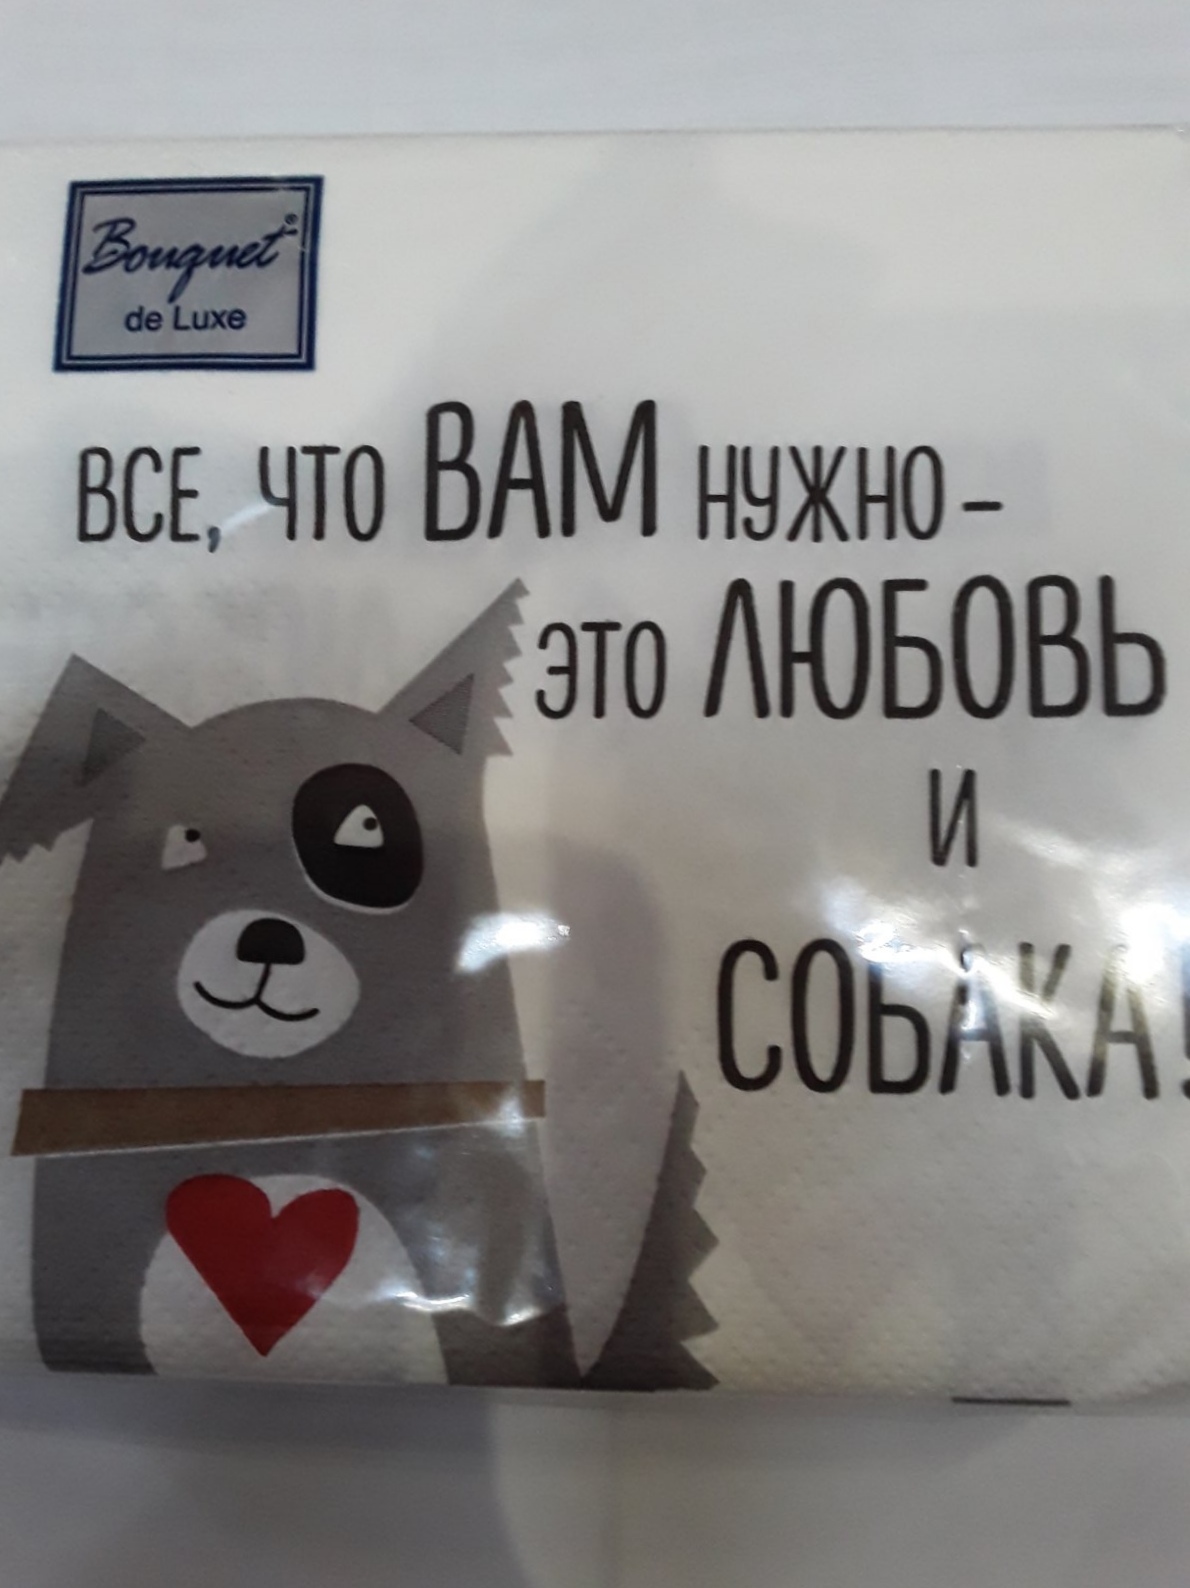 Bouquet®
de Luxe
ВСЕ, ЧТО ВАМ НУЖНО –
ЭТО ЛЮБОВЬ
И
СОБАКА!